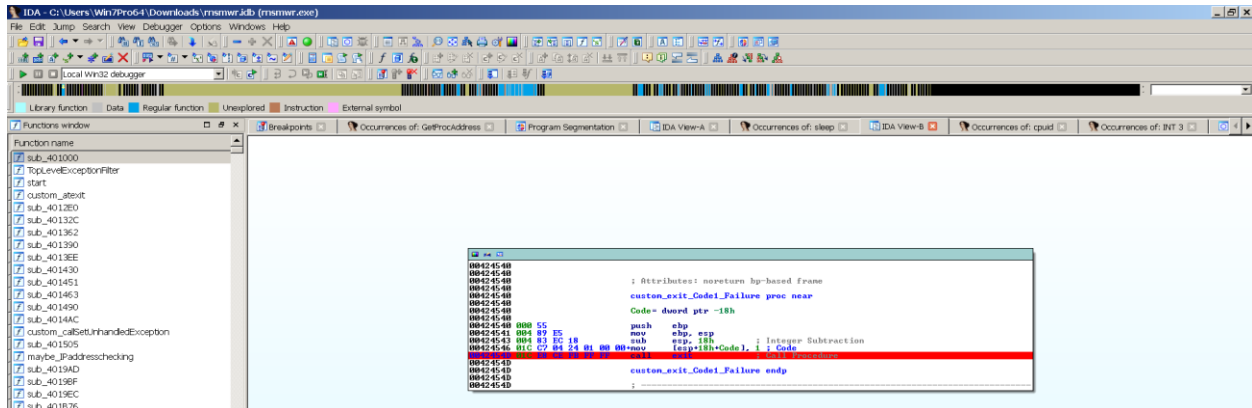 IDA - C:\Users\Win7Pro64\Downloads\rnsmwr.idb (rnsmwr.exe)
File Edit Jump Search View Debugger Options Windows Help
Local Win32 debugger
Library function Data Regular function Unexplored Instruction External symbol
Functions window
Breakpoints Occurrences of: GetProcAddress Program Segmentation IDA View-A Occurrences of: sleep IDA View-B Occurrences of: cpuid Occurrences of: INT 3
Function name
sub_401000
TopLevelExceptionFilter
start
custom_atexit
sub_4012E0
sub_40132C
sub_401362
sub_401390
sub_4013EE
sub_401430
sub_401451
sub_401463
sub_401490
sub_4014AC
custom_callSetUnhandledException
sub_401505
maybe_IPaddresschecking
sub_4019AD
sub_4019BF
sub_4019EC
sub_401B76
00424540
00424540
00424540 ; Attributes: noreturn bp-based frame
00424540
00424540 custom_exit_Code1_Failure proc near
00424540
00424540 Code= dword ptr -18h
00424540
00424540 000 55 push ebp
00424541 004 89 E5 mov ebp, esp
00424543 004 83 EC 18 sub esp, 18h ; Integer Subtraction
00424546 01C C7 04 24 01 00 00+mov [esp+18h+Code], 1 ; Code
call exit ; Call Procedure
0042454D
0042454D custom_exit_Code1_Failure endp
0042454D